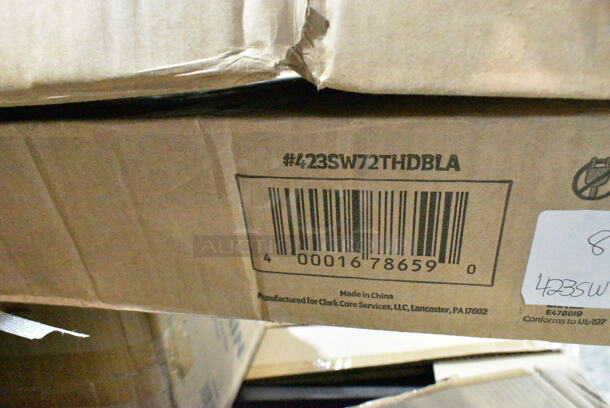 #423SW72THDBLA
4 00016 78659 0
Made in China
Manufactured for Clark Core Services, LLC, Lancaster, PA 17602
8
423SW
E478819
Conforms to UL-197